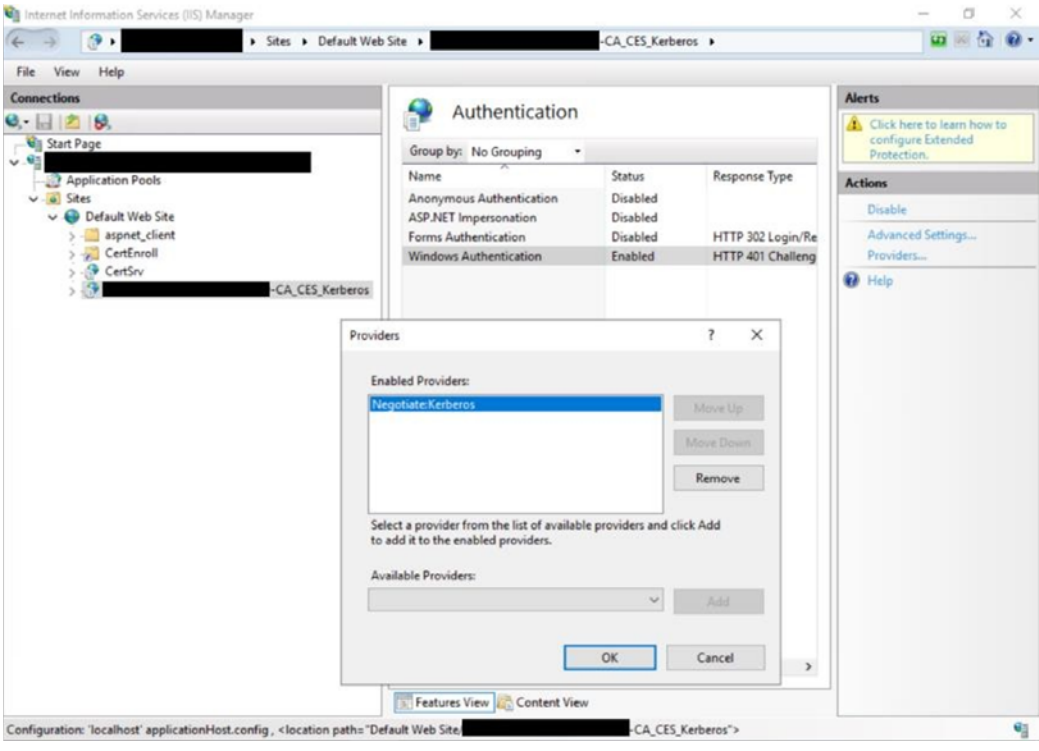 Internet Information Services (IIS) Manager
Sites Default Web Site -CA_CES_Kerberos
File View Help
Connections
Start Page
Application Pools
Sites
Default Web Site
aspnet_client
CertEnroll
CertSrv
-CA_CES_Kerberos
Authentication
Group by: No Grouping
Name Status Response Type
Anonymous Authentication Disabled
ASP.NET Impersonation Disabled
Forms Authentication Disabled HTTP 302 Login/Re
Windows Authentication Enabled HTTP 401 Challeng
Alerts
Click here to learn how to
configure Extended
Protection.
Actions
Disable
Advanced Settings...
Providers...
Help
Providers
Enabled Providers:
Negotiate:Kerberos
Move Up
Move Down
Remove
Select a provider from the list of available providers and click Add
to add it to the enabled providers.
Available Providers:
Add
OK Cancel
Features View Content View
Configuration: 'localhost' applicationHost.config , <location path="Default Web Site/ -CA_CES_Kerberos">